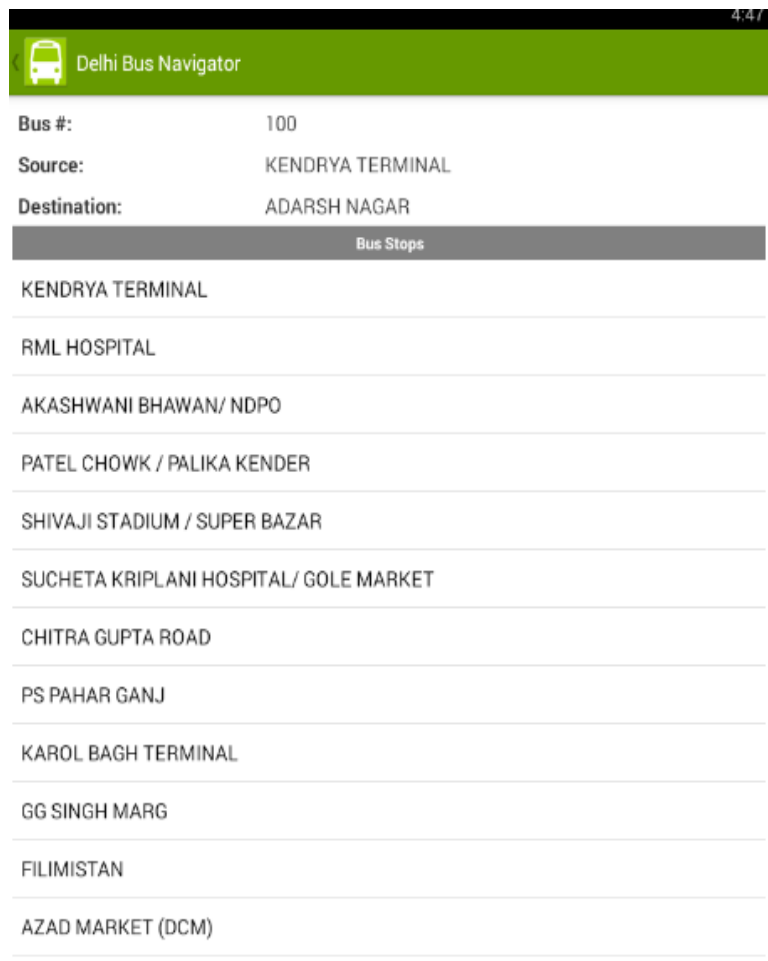 4:47
Delhi Bus Navigator
Bus #: 100
Source: KENDRYA TERMINAL
Destination: ADARSH NAGAR
Bus Stops
KENDRYA TERMINAL
RML HOSPITAL
AKASHWANI BHAWAN/ NDPO
PATEL CHOWK / PALIKA KENDER
SHIVAJI STADIUM / SUPER BAZAR
SUCHETA KRIPLANI HOSPITAL/ GOLE MARKET
CHITRA GUPTA ROAD
PS PAHAR GANJ
KAROL BAGH TERMINAL
GG SINGH MARG
FILIMISTAN
AZAD MARKET (DCM)